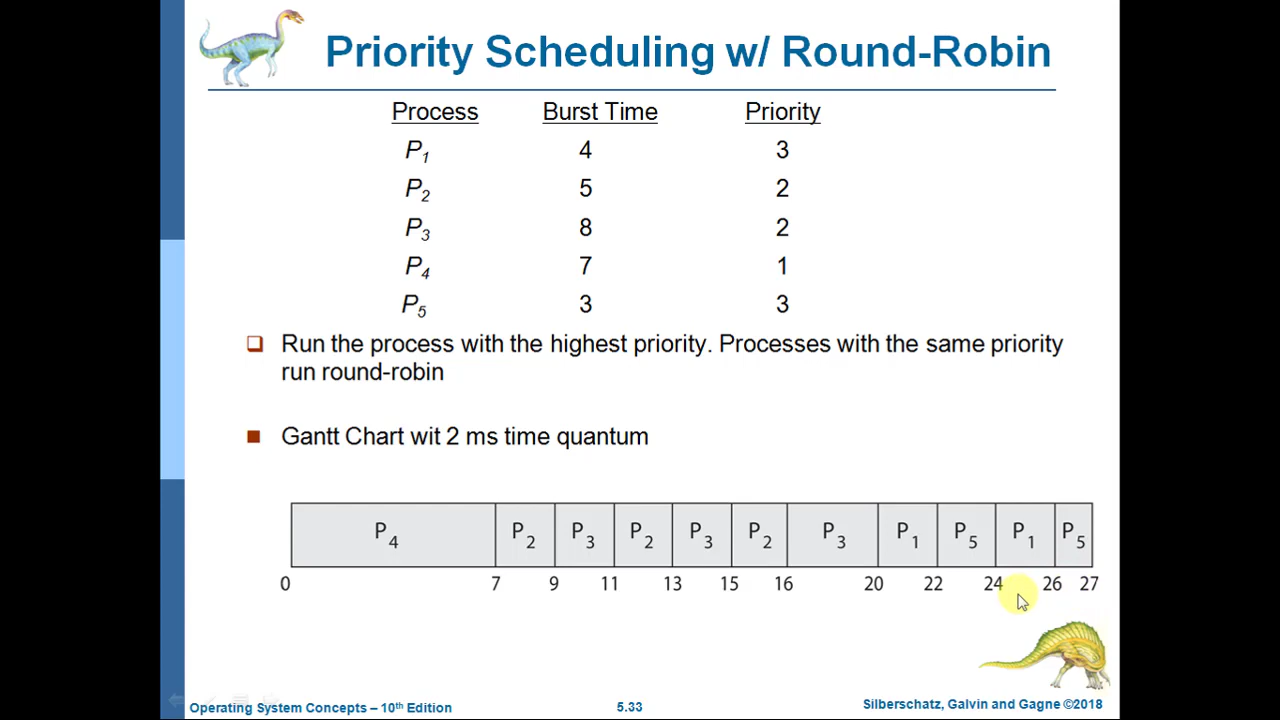 Priority Scheduling w/ Round-Robin
Process Burst Time Priority
P1 4 3
P2 5 2
P3 8 2
P4 7 1
P5 3 3
Run the process with the highest priority. Processes with the same priority
run round-robin
Gantt Chart wit 2 ms time quantum
P4 P2 P3 P2 P3 P2 P3 P1 P5 P1 P5
0 7 9 11 13 15 16 20 22 24 26 27
Operating System Concepts – 10th Edition 5.33 Silberschatz, Galvin and Gagne ©2018